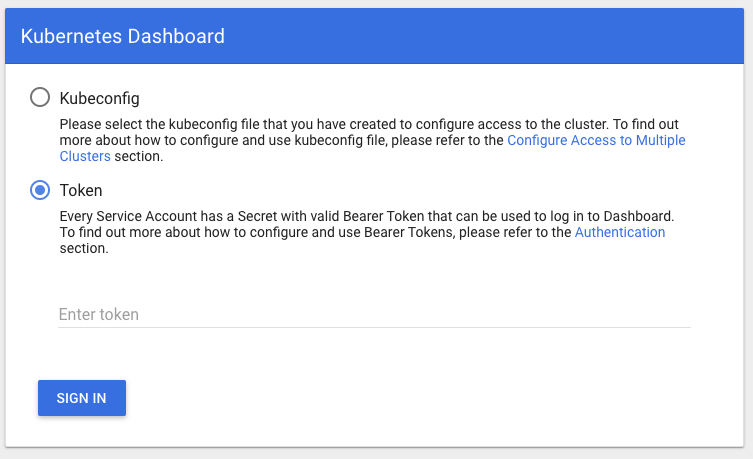 Kubernetes Dashboard
Kubeconfig
Please select the kubeconfig file that you have created to configure access to the cluster. To find out
more about how to configure and use kubeconfig file, please refer to the Configure Access to Multiple
Clusters section.
Token
Every Service Account has a Secret with valid Bearer Token that can be used to log in to Dashboard.
To find out more about how to configure and use Bearer Tokens, please refer to the Authentication
section.
Enter token
SIGN IN